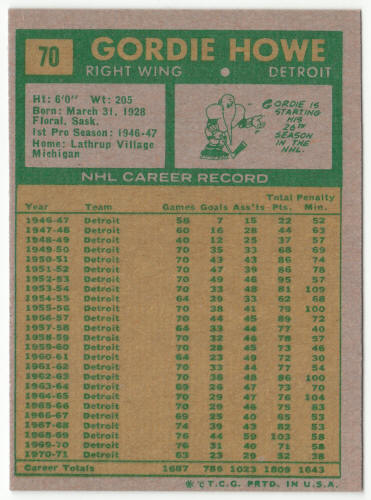 70
GORDIE HOWE
RIGHT WING • DETROIT
Ht: 6'0" Wt: 205
Born: March 31, 1928
Floral, Sask.
1st Pro Season: 1946-47
Home: Lathrup Village
Michigan
GORDIE IS
STARTING
HIS
26TH
SEASON
IN THE
NHL.
NHL CAREER RECORD
Total Penalty
Year Team Games Goals Ass'ts Pts. Min.
1946-47 Detroit 58 7 15 22 52
1947-48 Detroit 60 16 28 44 63
1948-49 Detroit 40 12 25 37 57
1949-50 Detroit 70 35 33 68 69
1950-51 Detroit 70 43 43 86 74
1951-52 Detroit 70 47 39 86 78
1952-53 Detroit 70 49 46 95 57
1953-54 Detroit 70 33 48 81 109
1954-55 Detroit 64 29 33 62 68
1955-56 Detroit 70 38 41 79 100
1956-57 Detroit 70 44 45 89 72
1957-58 Detroit 64 33 44 77 40
1958-59 Detroit 70 32 46 78 57
1959-60 Detroit 70 28 45 73 46
1960-61 Detroit 64 23 49 72 30
1961-62 Detroit 70 33 44 77 54
1962-63 Detroit 70 38 48 86 100
1963-64 Detroit 69 26 47 73 70
1964-65 Detroit 70 29 47 76 104
1965-66 Detroit 70 29 46 75 83
1966-67 Detroit 69 25 40 65 53
1967-68 Detroit 74 39 43 82 53
1968-69 Detroit 76 44 59 103 58
1969-70 Detroit 76 31 40 71 58
1970-71 Detroit 63 23 29 52 38
Career Totals 1687 786 1023 1809 1643
* © T.C.G. PRTD. IN U.S.A.